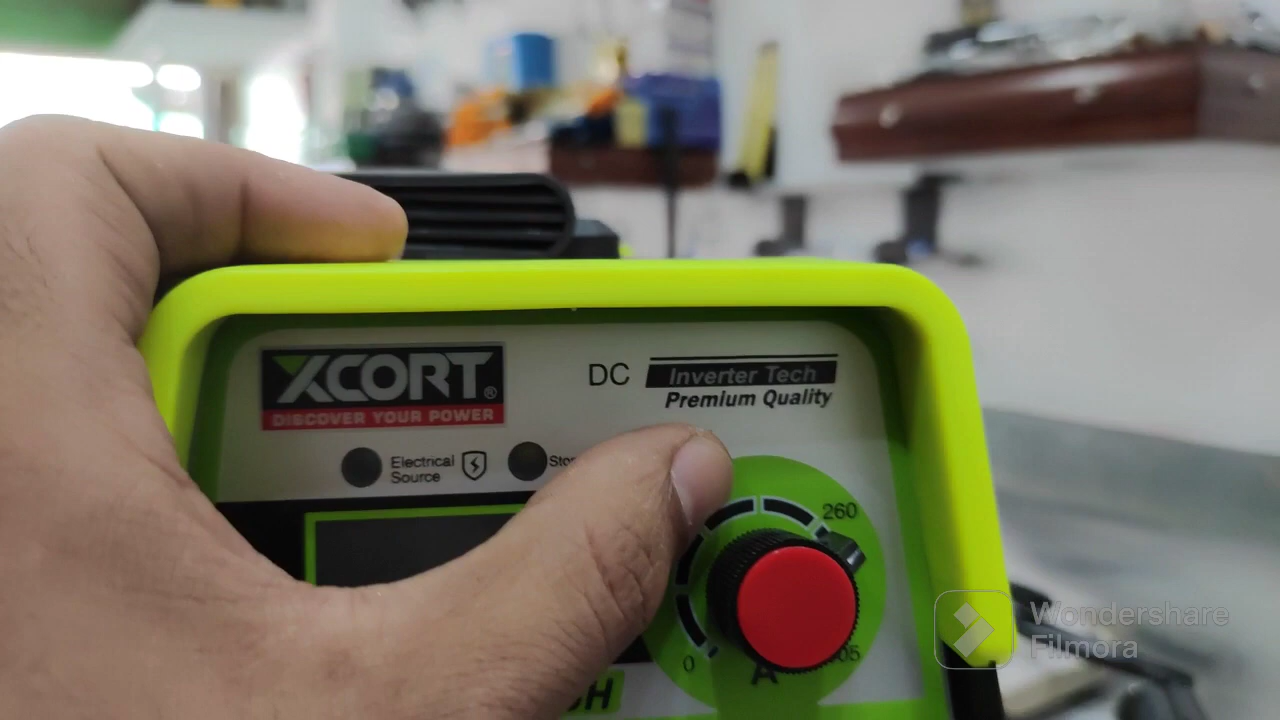 XCORT®
DISCOVER YOUR POWER
DC
Inverter Tech
Premium Quality
Electrical
Source
260
0
A
Wondershare
Filmora